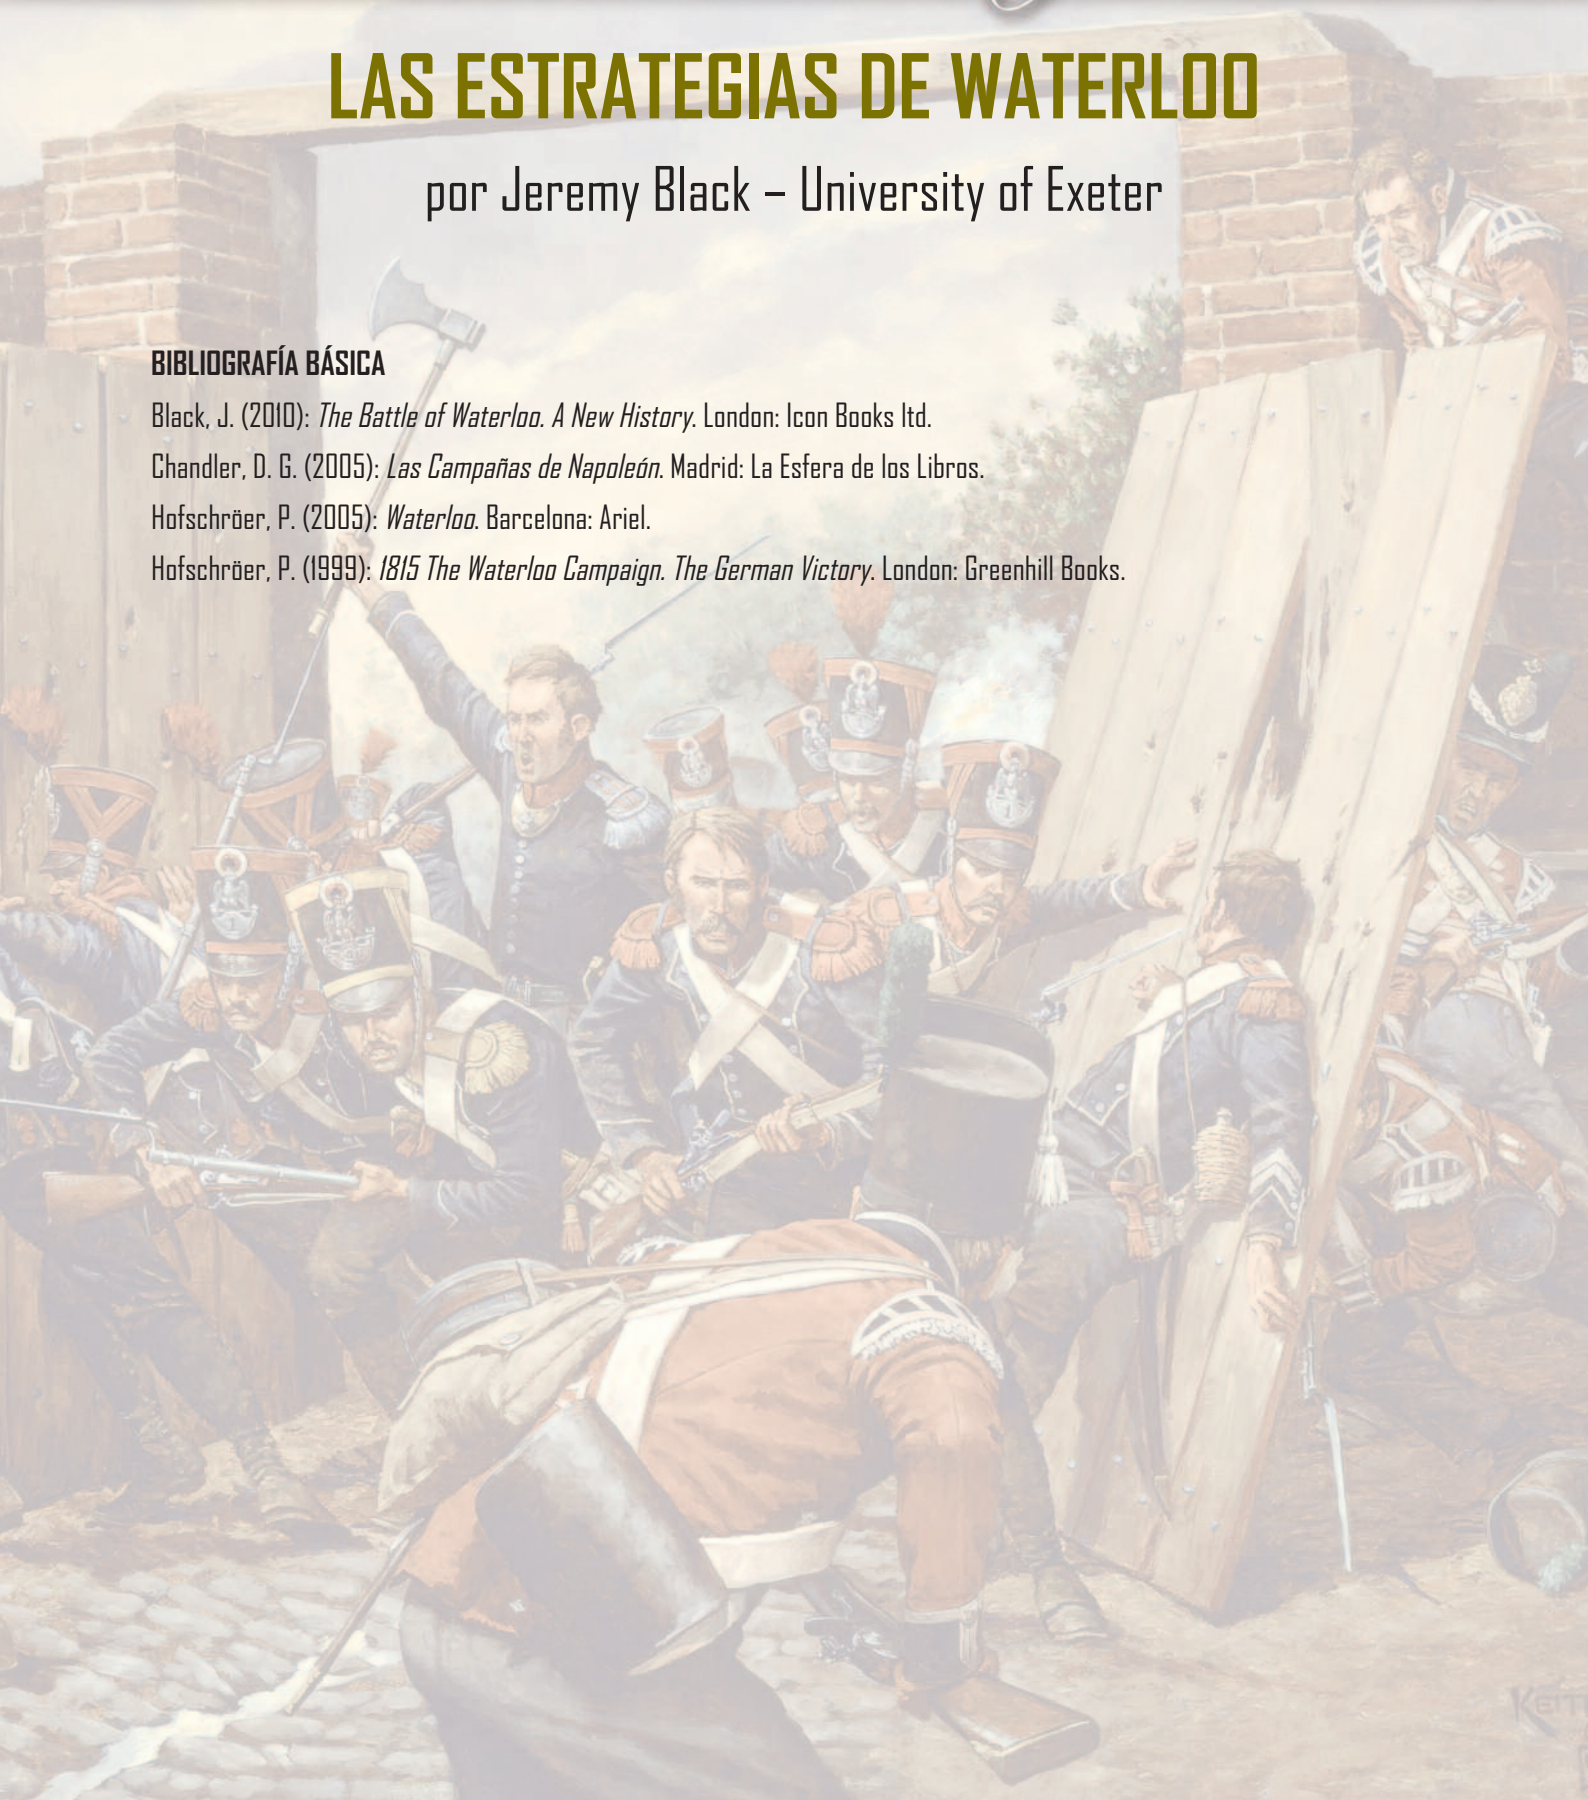 LAS ESTRATEGIAS DE WATERLOO
por Jeremy Black – University of Exeter
BIBLIOGRAFÍA BÁSICA
Black, J. (2010): The Battle of Waterloo. A New History. London: Icon Books ltd.
Chandler, D. G. (2005): Las Campañas de Napoleón. Madrid: La Esfera de los Libros.
Hofschröer, P. (2005): Waterloo. Barcelona: Ariel.
Hofschröer, P. (1999): 1815 The Waterloo Campaign. The German Victory. London: Greenhill Books.